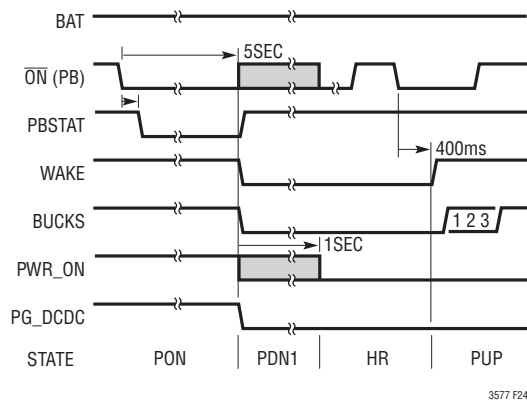 BAT
5SEC
O̅N̅ (PB)
PBSTAT
400ms
WAKE
BUCKS
1 2 3
1SEC
PWR_ON
PG_DCDC
STATE PON PDN1 HR PUP
3577 F24